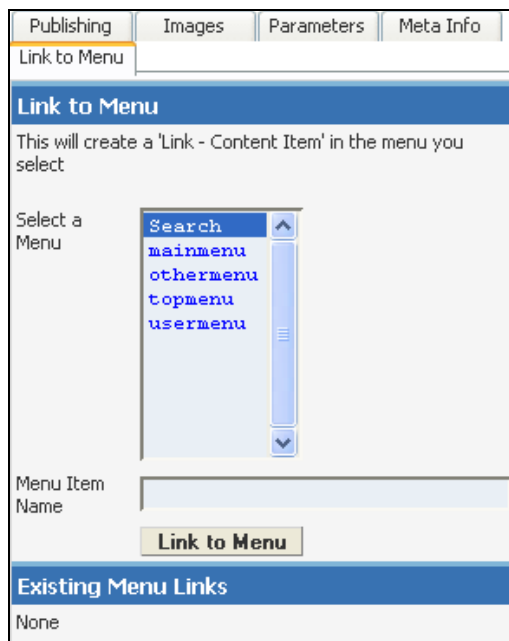 Publishing Images Parameters Meta Info
Link to Menu
Link to Menu
This will create a 'Link - Content Item' in the menu you
select
Select a
Menu
Search
mainmenu
othermenu
topmenu
usermenu
Menu Item
Name
Link to Menu
Existing Menu Links
None